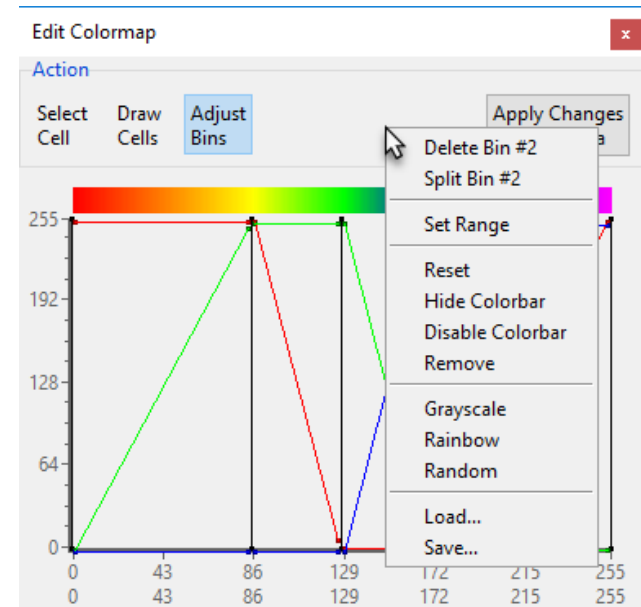 Edit Colormap
x
Action
Select Cell
Draw Cells
Adjust Bins
Apply Changes
a
Delete Bin #2
Split Bin #2
Set Range
Reset
Hide Colorbar
Disable Colorbar
Remove
Grayscale
Rainbow
Random
Load...
Save...
255
192
128
64
0
0 43 86 129 172 215 255
0 43 86 129 172 215 255